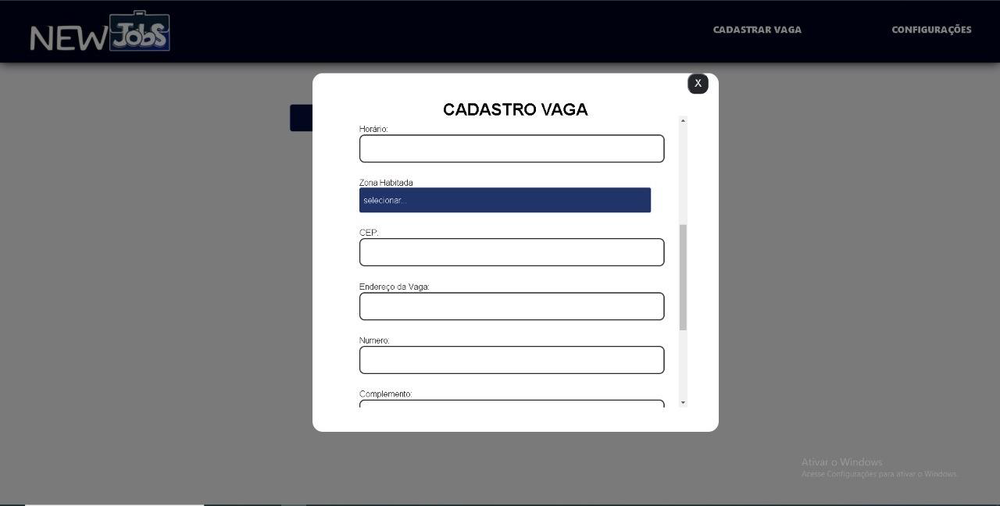 NEW JOBS
CADASTRAR VAGA
CONFIGURAÇÕES
X
CADASTRO VAGA
Horário:
Zona Habitada
selecionar...
CEP:
Endereço da Vaga:
Numero:
Complemento:
Ativar o Windows
Acesse Configurações para ativar o Windows.